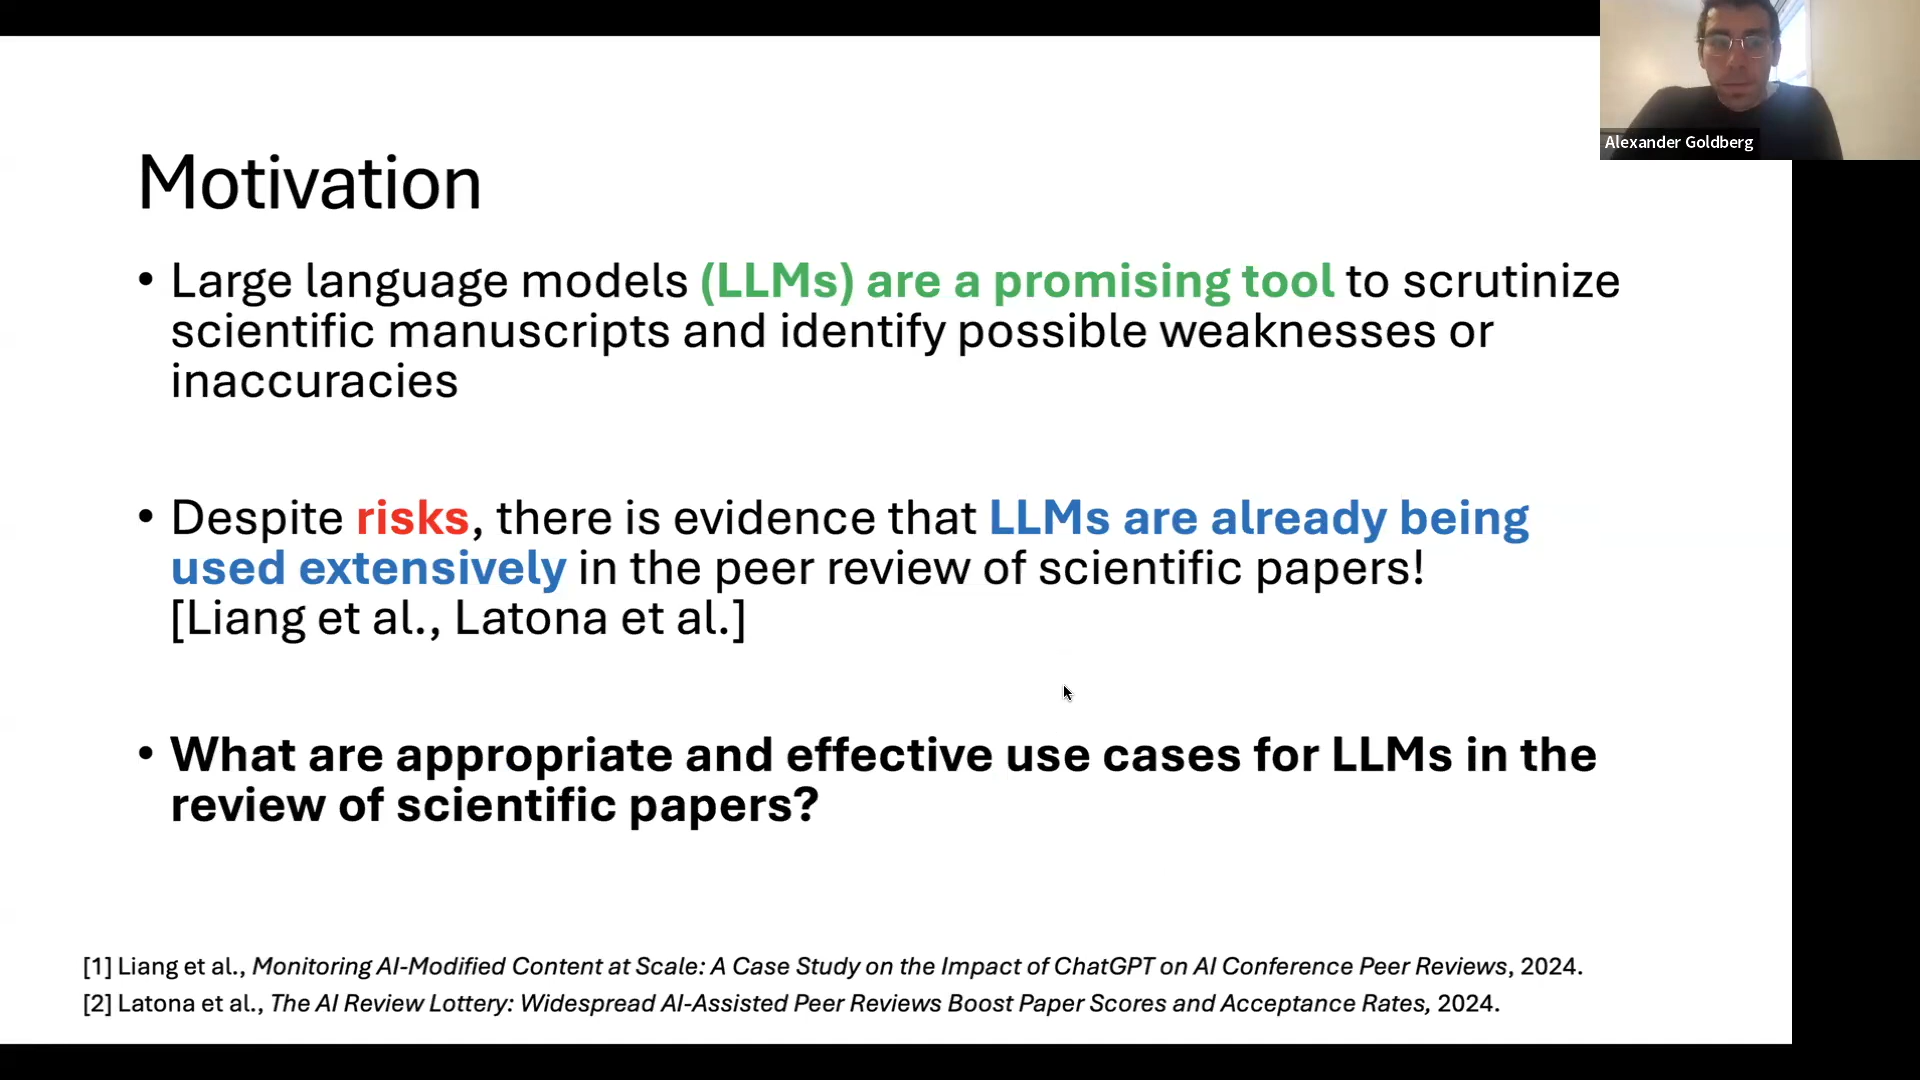 Alexander Goldberg
Motivation
• Large language models (LLMs) are a promising tool to scrutinize
scientific manuscripts and identify possible weaknesses or
inaccuracies
• Despite risks, there is evidence that LLMs are already being
used extensively in the peer review of scientific papers!
[Liang et al., Latona et al.]
• What are appropriate and effective use cases for LLMs in the
review of scientific papers?
[1] Liang et al., Monitoring AI-Modified Content at Scale: A Case Study on the Impact of ChatGPT on AI Conference Peer Reviews, 2024.
[2] Latona et al., The AI Review Lottery: Widespread AI-Assisted Peer Reviews Boost Paper Scores and Acceptance Rates, 2024.